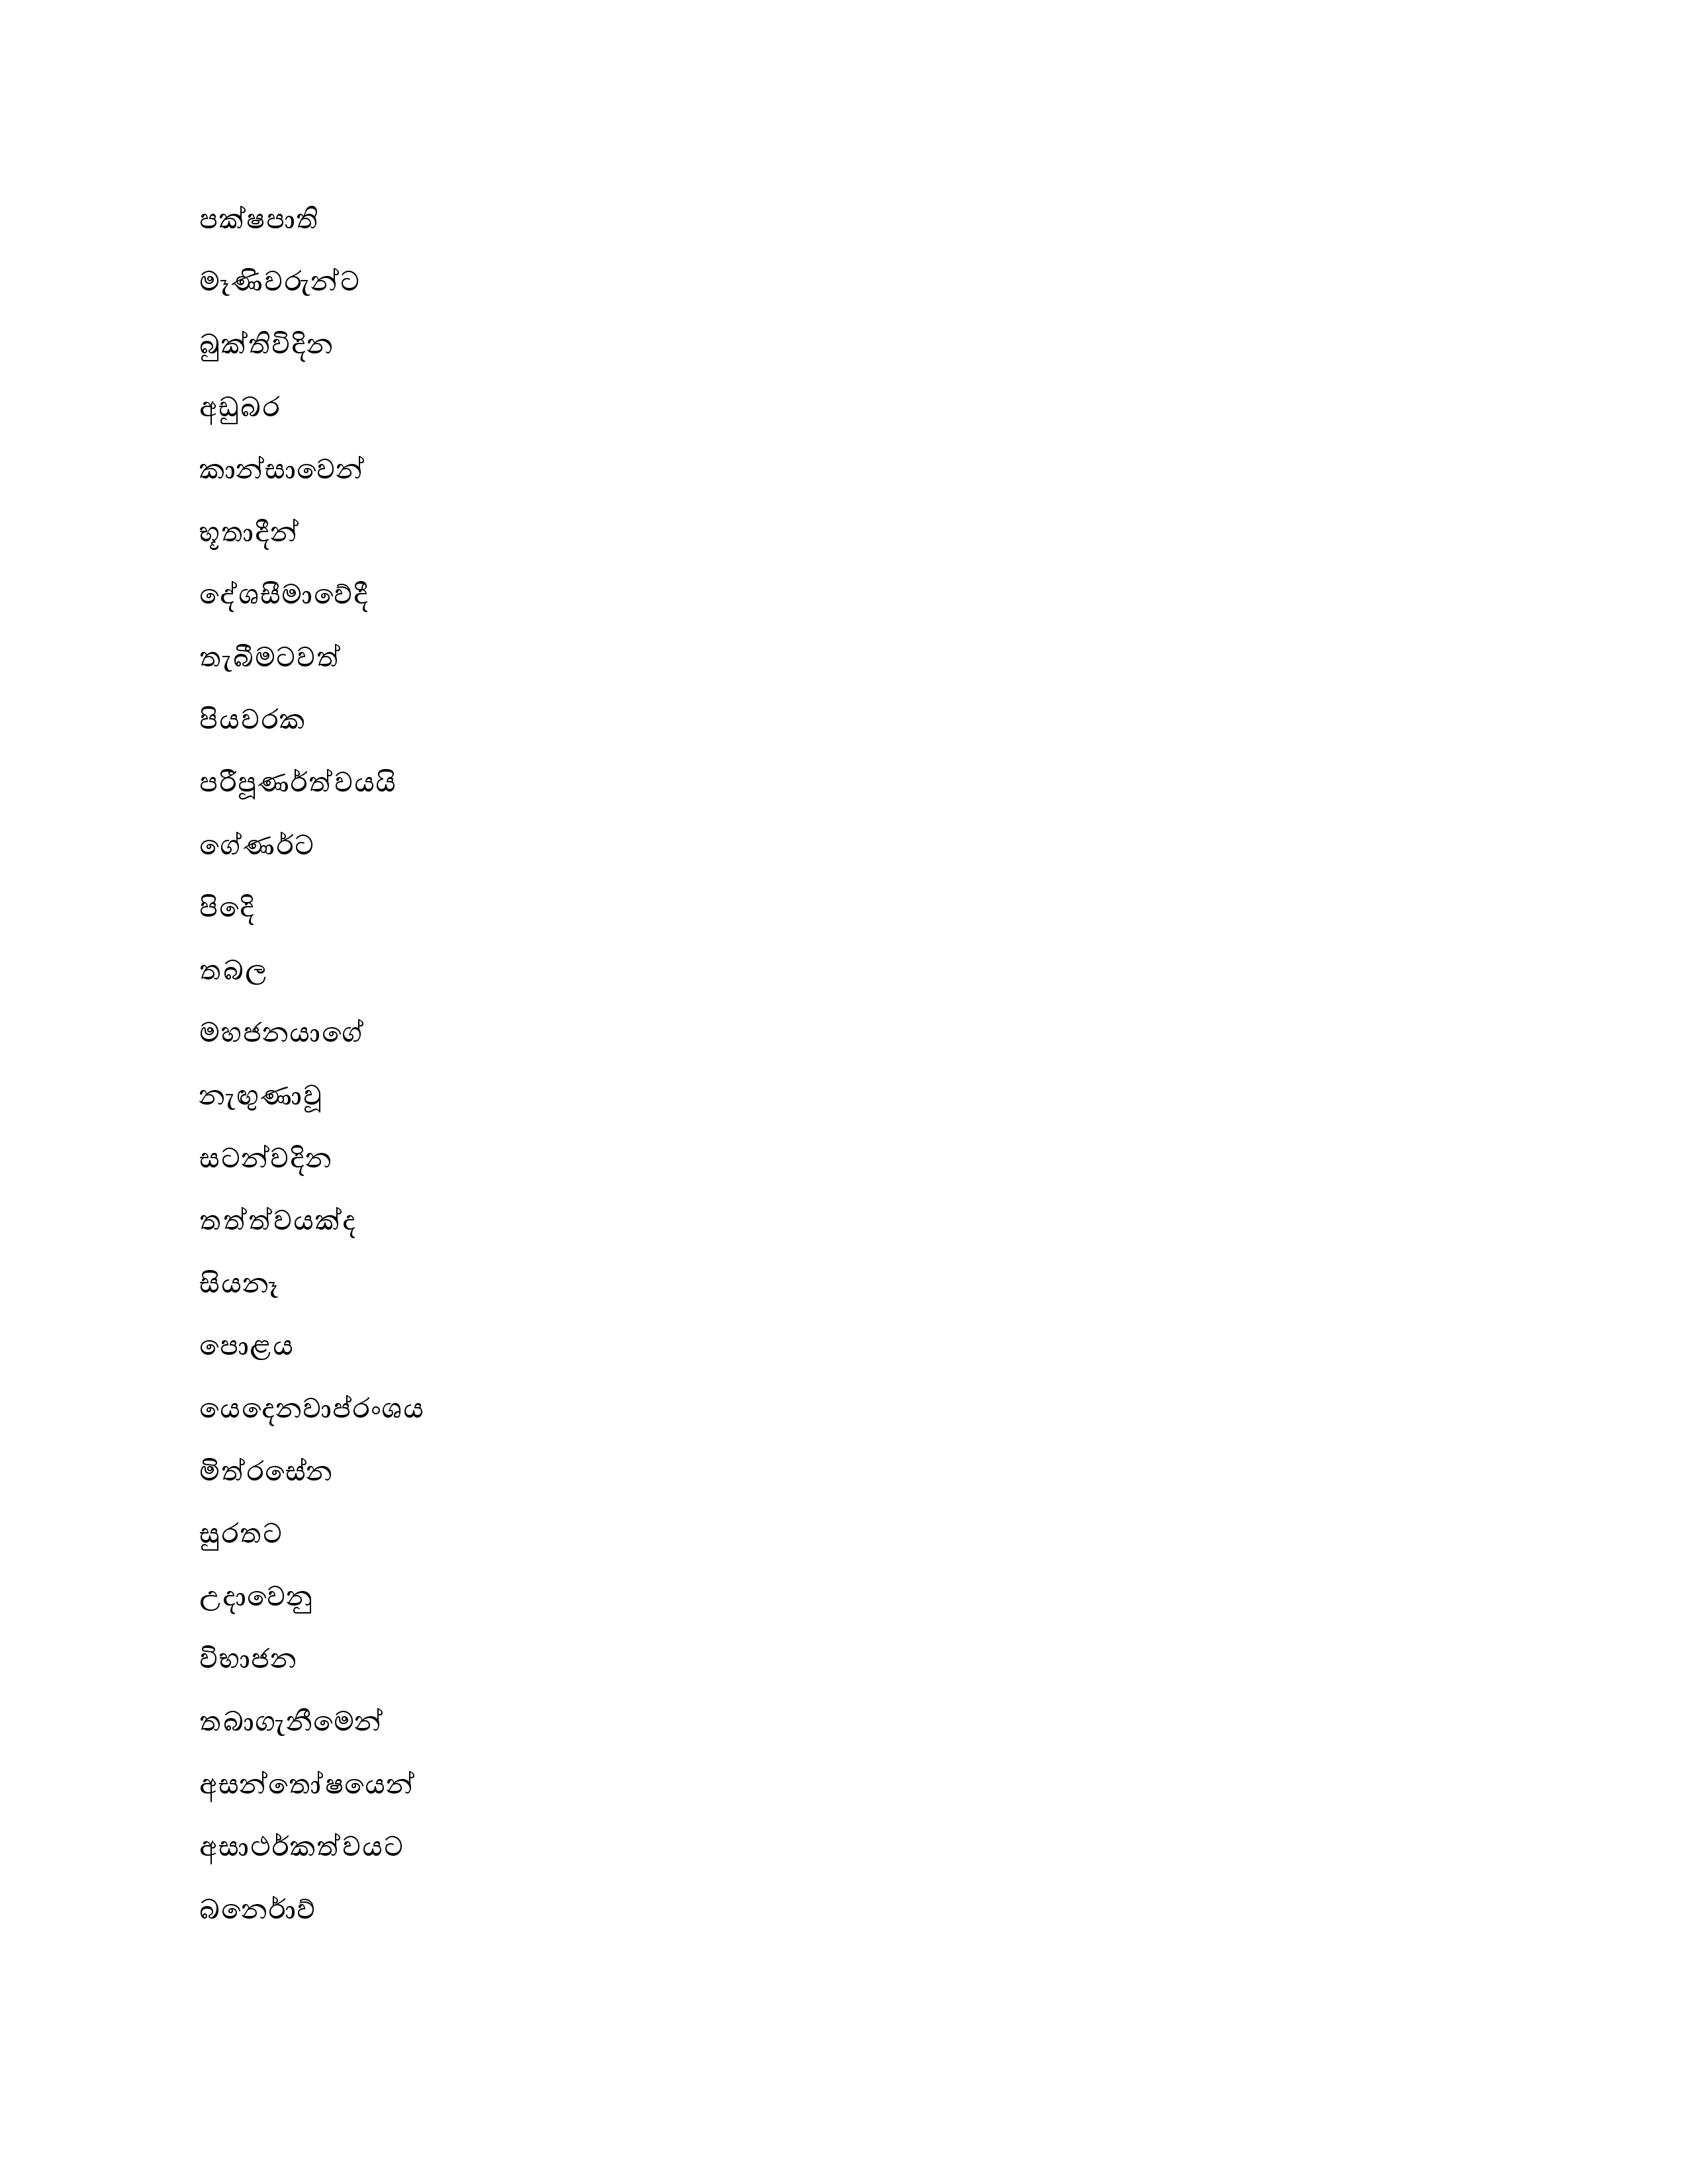 පක්ෂපාති
මෑණිවරුන්ට
බුක්තිවිදින
අඩුබර
කාන්සාවෙන්
භූතාදීන්
දේශසීමාවේදී
තැබීමටවත්
පියවරක
පරීපූණර්ත්වයයි
ගේණර්ට
පිදෙි
තබල
මහජනයාගේ
නැඟුණාවූ
සටන්වදින
තත්ත්වයක්ද
සියනෑ
පොළය
යෙදෙනවාප්රංශය
මිත්රසේන
සුරතට
උදාවෙනු
විභාජන
තබාගැනීමෙන්
අසන්තෝෂයෙන්
අසාථර්කත්වයට
බනෙර්ාව්